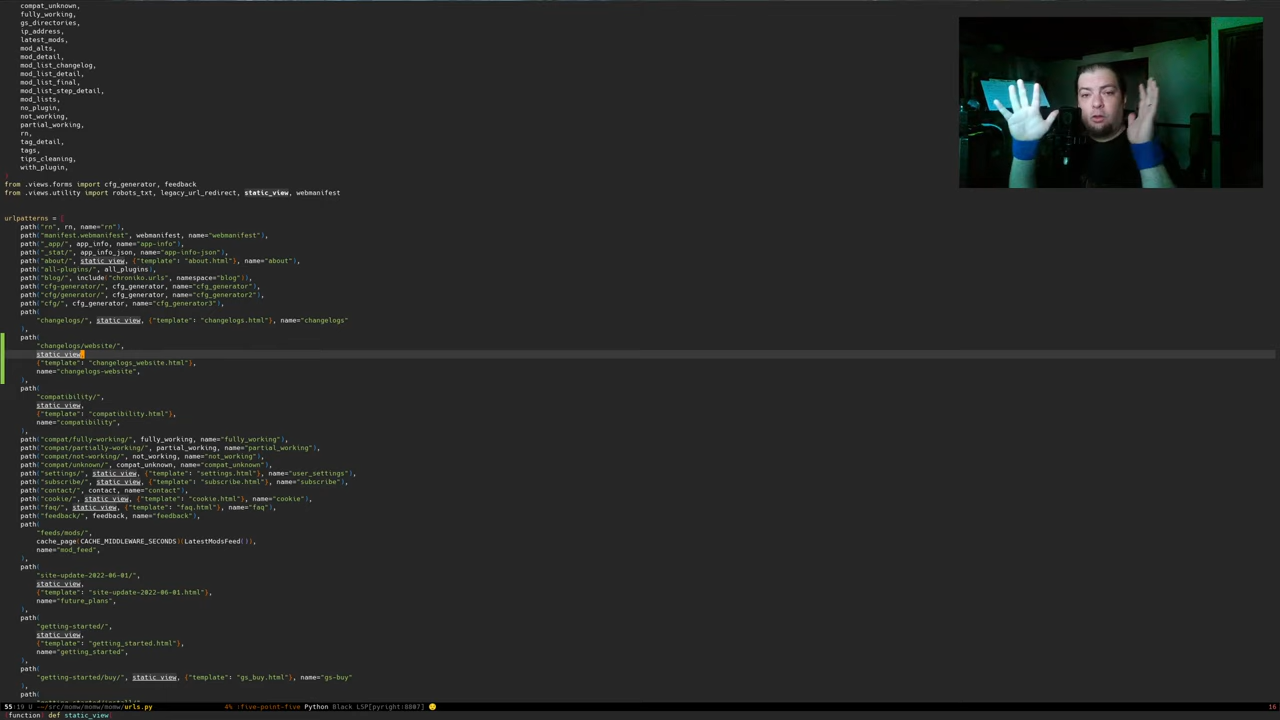 compat_unknown,
fully_working,
gs_directories,
ip_address,
latest_mods,
mod_alts,
mod_detail,
mod_list_changelog,
mod_list_detail,
mod_list_final,
mod_list_step_detail,
mod_lists,
no_plugin,
not_working,
partial_working,
rn,
tag_detail,
tags,
tips_cleaning,
with_plugin,
)
from .views.forms import cfg_generator, feedback
from .views.utility import robots_txt, legacy_url_redirect, static_view, webmanifest
urlpatterns = [
path("rn", rn, name="rn"),
path("manifest.webmanifest", webmanifest, name="webmanifest"),
path("_app/", app_info, name="app-info"),
path("_stat/", app_info_json, name="app-info-json"),
path("about/", static_view, {"template": "about.html"}, name="about"),
path("all-plugins/", all_plugins),
path("blog/", include("chroniko.urls", namespace="blog")),
path("cfg-generator/", cfg_generator, name="cfg_generator"),
path("cfg/generator/", cfg_generator, name="cfg_generator2"),
path("cfg/", cfg_generator, name="cfg_generator3"),
path(
"changelogs/", static_view, {"template": "changelogs.html"}, name="changelogs"
),
path(
"changelogs/website/",
static_view,
{"template": "changelogs_website.html"},
name="changelogs-website",
),
path(
"compatibility/",
static_view,
{"template": "compatibility.html"},
name="compatibility",
),
path("compat/fully-working/", fully_working, name="fully_working"),
path("compat/partially-working/", partial_working, name="partial_working"),
path("compat/not-working/", not_working, name="not_working"),
path("compat/unknown/", compat_unknown, name="compat_unknown"),
path("settings/", static_view, {"template": "settings.html"}, name="user_settings"),
path("subscribe/", static_view, {"template": "subscribe.html"}, name="subscribe"),
path("contact/", contact, name="contact"),
path("cookie/", static_view, {"template": "cookie.html"}, name="cookie"),
path("faq/", static_view, {"template": "faq.html"}, name="faq"),
path("feedback/", feedback, name="feedback"),
path(
"feeds/mods/",
cache_page(CACHE_MIDDLEWARE_SECONDS)(LatestModsFeed()),
name="mod_feed",
),
path(
"site-update-2022-06-01/",
static_view,
{"template": "site-update-2022-06-01.html"},
name="future_plans",
),
path(
"getting-started/",
static_view,
{"template": "getting_started.html"},
name="getting_started",
),
path(
"getting-started/buy/", static_view, {"template": "gs_buy.html"}, name="gs-buy"
),
path(
55:19 U ~/src/momw/momw/urls.py 4% :five-point-five Python Black LSP[pyright:8807] 16
(function) def static_view(